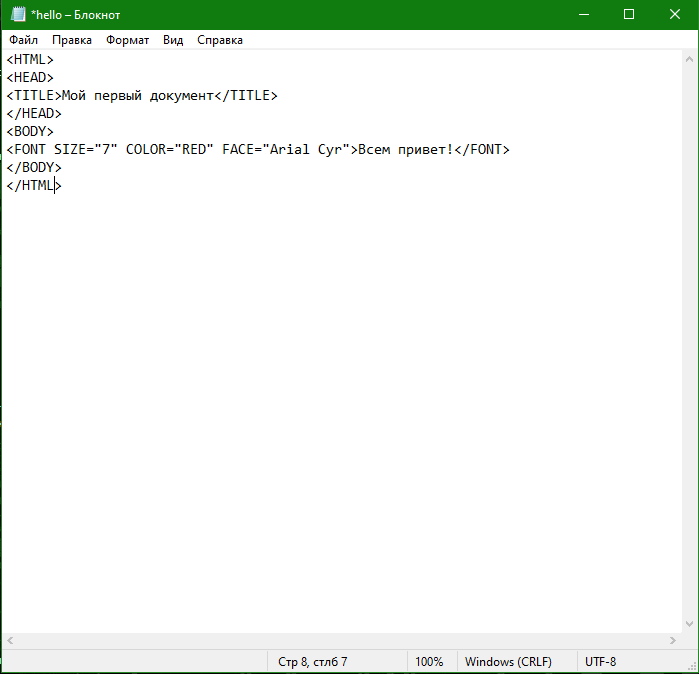 *hello – Блокнот
Файл Правка Формат Вид Справка
<HTML>
<HEAD>
<TITLE>Мой первый документ</TITLE>
</HEAD>
<BODY>
<FONT SIZE="7" COLOR="RED" FACE="Arial Cyr">Всем привет!</FONT>
</BODY>
</HTML>
Стр 8, стлб 7 100% Windows (CRLF) UTF-8